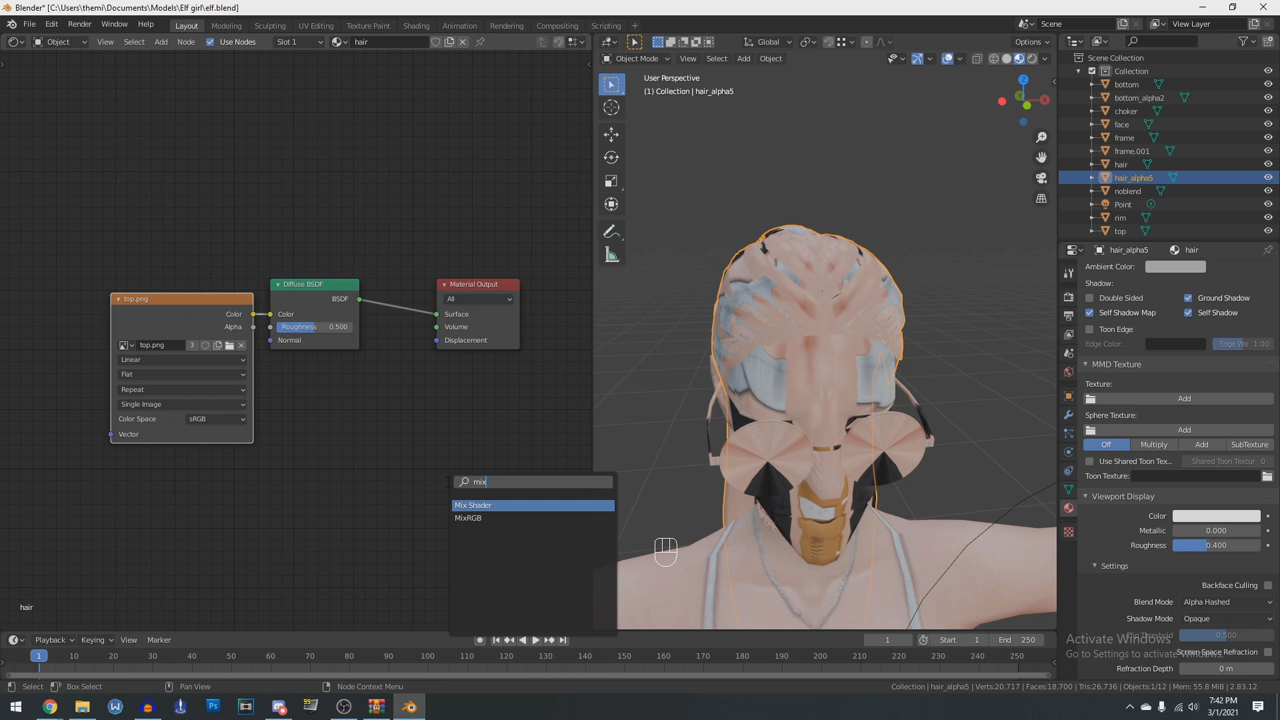 Blender* [C:\Users\themi\Documents\Models\Elf girl\elf.blend]
File Edit Render Window Help Layout Modeling Sculpting UV Editing Texture Paint Shading Animation Rendering Compositing Scripting Scene View Layer
Object View Select Add Node Use Nodes Slot 1 hair Global Options
Object Mode View Select Add Object
Scene Collection
Collection
bottom
bottom_alpha2
choker
face
frame
frame.001
hair
hair_alpha5
noblend
Point
rim
top
User Perspective
(1) Collection | hair_alpha5
hair_alpha5 hair
Ambient Color:
Shadow:
Double Sided Ground Shadow
Self Shadow Map Self Shadow
Toon Edge
Edge Color: Edge We 1.00
MMD Texture
Texture:
Add
Sphere Texture:
Add
Off Multiply Add SubTexture
Use Shared Toon Tex... Shared Toon Textur 0
Toon Texture:
Viewport Display
Color
Metallic 0.000
Roughness 0.400
Settings
Backface Culling
Blend Mode Alpha Hashed
Shadow Mode Opaque
0.500
Screen Space Refraction
Refraction Depth 0 m
Activate Windows
Go to Settings to activate Windows.
top.png
Color
Alpha
top.png 3
Linear
Flat
Repeat
Single Image
Color Space sRGB
Vector
Diffuse BSDF
BSDF
Color
Roughness 0.500
Normal
Material Output
All
Surface
Volume
Displacement
mix
Mix Shader
MixRGB
hair
Playback Keying View Marker 1 Start 1 End 250
1 10 20 30 40 50 60 70 80 90 100 110 120 130 140 150 160 170 180 190 200 210 220 230 240 250
Select Box Select Pan View Node Context Menu Collection | hair_alpha5 | Verts:20,717 | Faces:18,700 | Tris:26,736 | Objects:1/12 | Mem: 55.8 MiB | 2.83.12
7:42 PM
3/1/2021